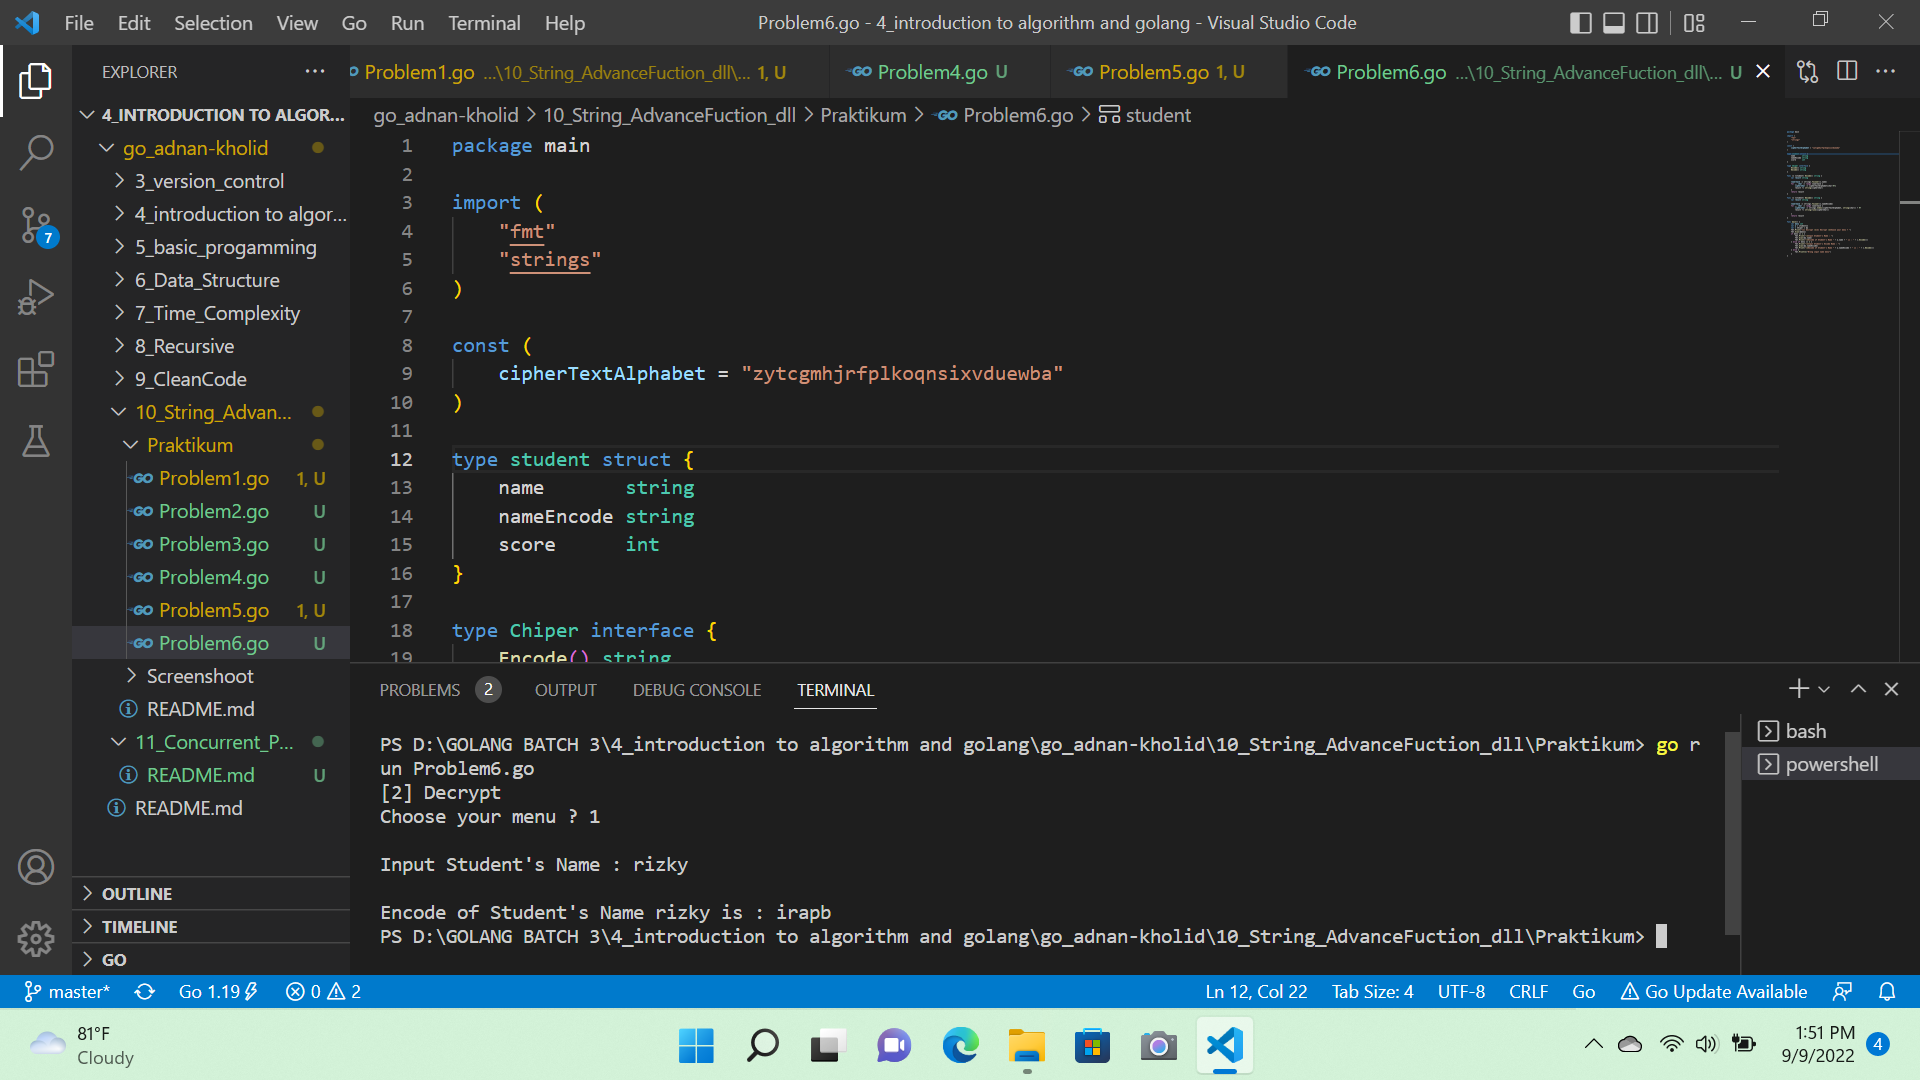 File Edit Selection View Go Run Terminal Help
Problem6.go - 4_introduction to algorithm and golang - Visual Studio Code
EXPLORER
4_INTRODUCTION TO ALGOR...
go_adnan-kholid
3_version_control
4_introduction to algor...
5_basic_progamming
6_Data_Structure
7_Time_Complexity
8_Recursive
9_CleanCode
10_String_Advan...
Praktikum
Problem1.go 1, U
Problem2.go U
Problem3.go U
Problem4.go U
Problem5.go 1, U
Problem6.go U
Screenshoot
README.md
11_Concurrent_P...
README.md U
README.md
OUTLINE
TIMELINE
GO
7
Problem1.go ...\10_String_AdvanceFuction_dll\... 1, U
Problem4.go U
Problem5.go 1, U
Problem6.go ...\10_String_AdvanceFuction_dll\... U
go_adnan-kholid > 10_String_AdvanceFuction_dll > Praktikum > Problem6.go > student
1 package main
2
3 import (
4 "fmt"
5 "strings"
6 )
7
8 const (
9 cipherTextAlphabet = "zytcgmhjrfplkoqnsixvduewba"
10 )
11
12 type student struct {
13 name string
14 nameEncode string
15 score int
16 }
17
18 type Chiper interface {
19 Encode() string
PROBLEMS 2 OUTPUT DEBUG CONSOLE TERMINAL
PS D:\GOLANG BATCH 3\4_introduction to algorithm and golang\go_adnan-kholid\10_String_AdvanceFuction_dll\Praktikum> go r
un Problem6.go
[2] Decrypt
Choose your menu ? 1
Input Student's Name : rizky
Encode of Student's Name rizky is : irapb
PS D:\GOLANG BATCH 3\4_introduction to algorithm and golang\go_adnan-kholid\10_String_AdvanceFuction_dll\Praktikum>
bash
powershell
master* Go 1.19 0 2
Ln 12, Col 22 Tab Size: 4 UTF-8 CRLF Go Go Update Available
81°F
Cloudy
1:51 PM
9/9/2022
4